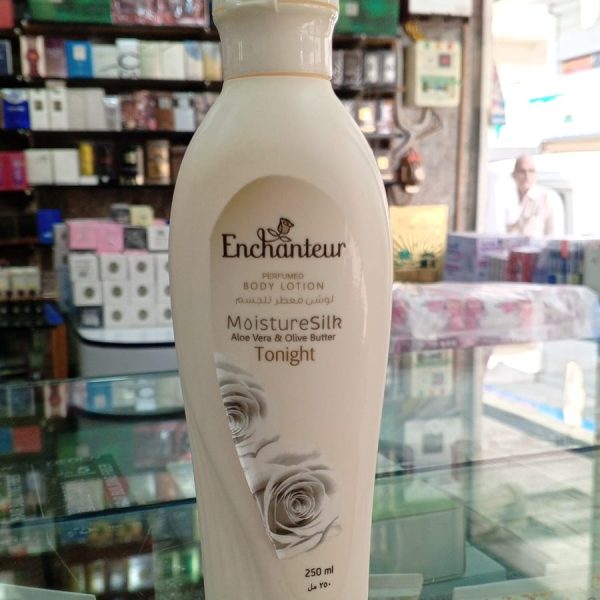 Enchanteur
PERFUMED
BODY LOTION
لوشن معطر للجسم
MoistureSilk
Aloe Vera & Olive Butter
Tonight
250 ml
٢٥٠ مل